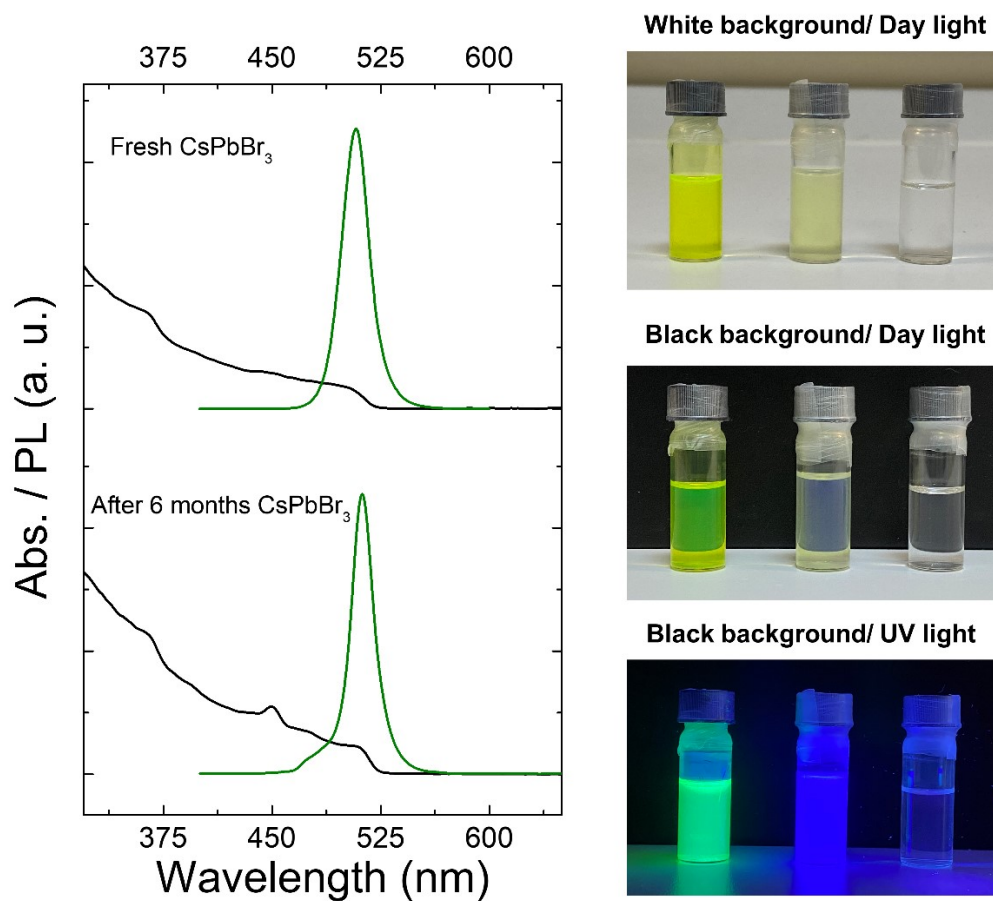 375 450 525 600
Fresh CsPbBr₃
After 6 months CsPbBr₃
Abs. / PL (a. u.)
375 450 525 600
Wavelength (nm)
White background/ Day light
Black background/ Day light
Black background/ UV light